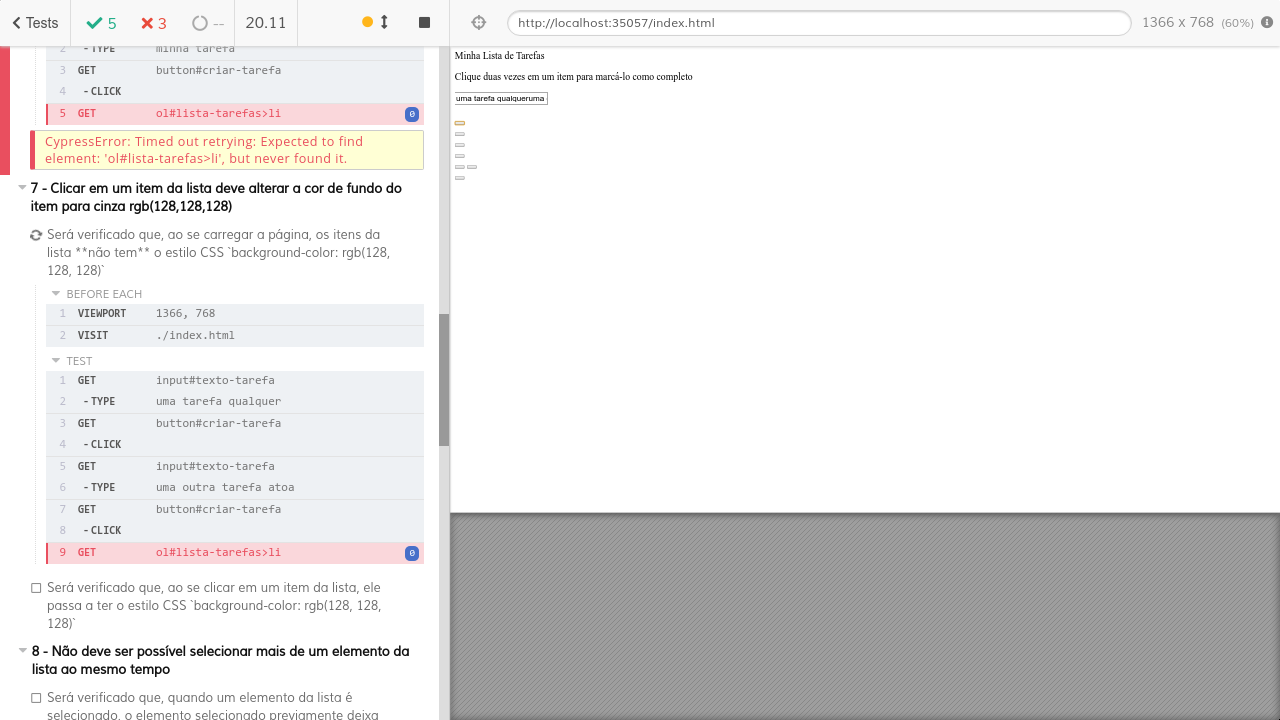 Tests 5 3 -- 20.11 http://localhost:35057/index.html 1366 x 768 (60%)
2 -TYPE minha tarefa
3 GET button#criar-tarefa
4 -CLICK
5 GET ol#lista-tarefas>li 0
CypressError: Timed out retrying: Expected to find
element: 'ol#lista-tarefas>li', but never found it.
7 - Clicar em um item da lista deve alterar a cor de fundo do
item para cinza rgb(128,128,128)
Será verificado que, ao se carregar a página, os itens da
lista **não tem** o estilo CSS `background-color: rgb(128,
128, 128)`
BEFORE EACH
1 VIEWPORT 1366, 768
2 VISIT ./index.html
TEST
1 GET input#texto-tarefa
2 -TYPE uma tarefa qualquer
3 GET button#criar-tarefa
4 -CLICK
5 GET input#texto-tarefa
6 -TYPE uma outra tarefa atoa
7 GET button#criar-tarefa
8 -CLICK
9 GET ol#lista-tarefas>li 0
Será verificado que, ao se clicar em um item da lista, ele
passa a ter o estilo CSS `background-color: rgb(128, 128,
128)`
8 - Não deve ser possível selecionar mais de um elemento da
lista ao mesmo tempo
Será verificado que, quando um elemento da lista é
selecionado, o elemento selecionado previamente deixa
Minha Lista de Tarefas
Clique duas vezes em um item para marcá-lo como completo
uma tarefa qualqueruma